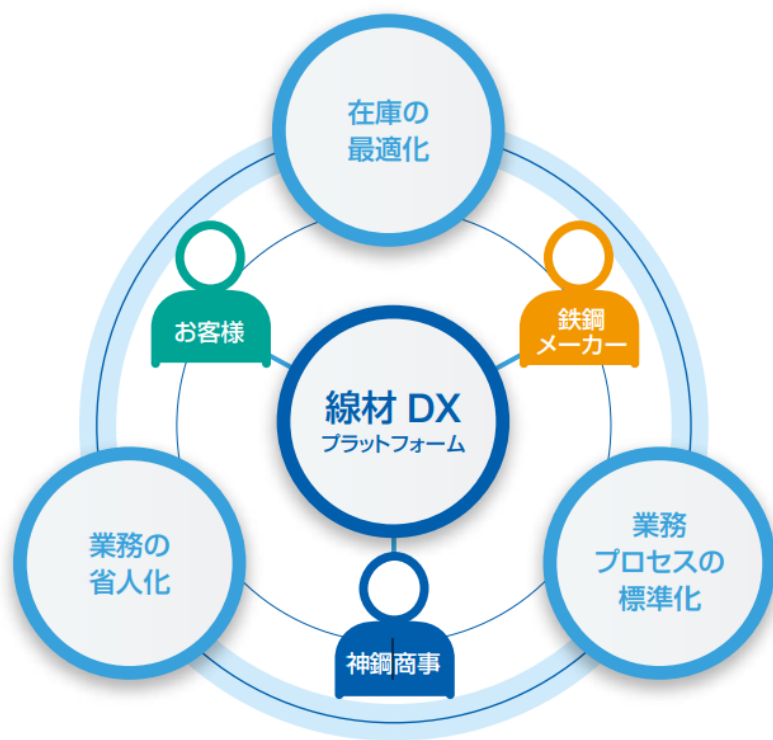 在庫の
最適化
お客様
鉄鋼
メーカー
線材 DX
プラットフォーム
業務の
省人化
業務
プロセスの
標準化
神鋼商事